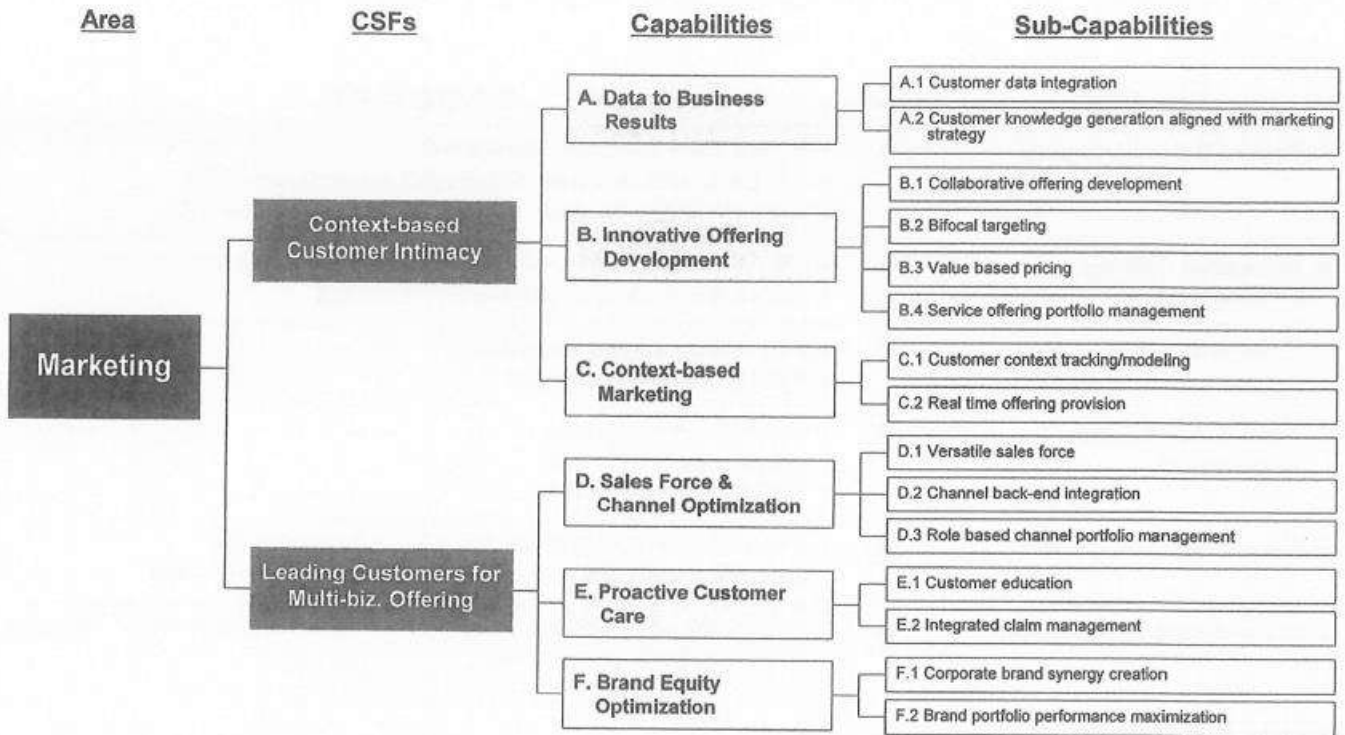 Area
CSFs
Capabilities
Sub-Capabilities
Marketing
Context-based
Customer Intimacy
A. Data to Business
Results
A.1 Customer data integration
A.2 Customer knowledge generation aligned with marketing
strategy
B. Innovative Offering
Development
B.1 Collaborative offering development
B.2 Bifocal targeting
B.3 Value based pricing
B.4 Service offering portfolio management
C. Context-based
Marketing
C.1 Customer context tracking/modeling
C.2 Real time offering provision
Leading Customers for
Multi-biz. Offering
D. Sales Force &
Channel Optimization
D.1 Versatile sales force
D.2 Channel back-end integration
D.3 Role based channel portfolio management
E. Proactive Customer
Care
E.1 Customer education
E.2 Integrated claim management
F. Brand Equity
Optimization
F.1 Corporate brand synergy creation
F.2 Brand portfolio performance maximization